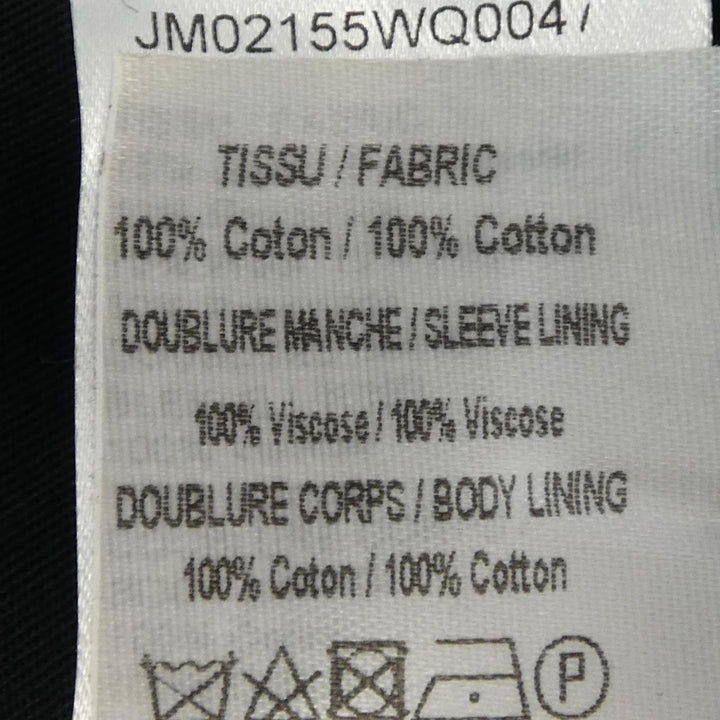 JM02155WQ0047
TISSU / FABRIC
100% Coton / 100% Cotton
DOUBLURE MANCHE / SLEEVE LINING
100% Viscose / 100% Viscose
DOUBLURE CORPS / BODY LINING
100% Coton / 100% Cotton
P